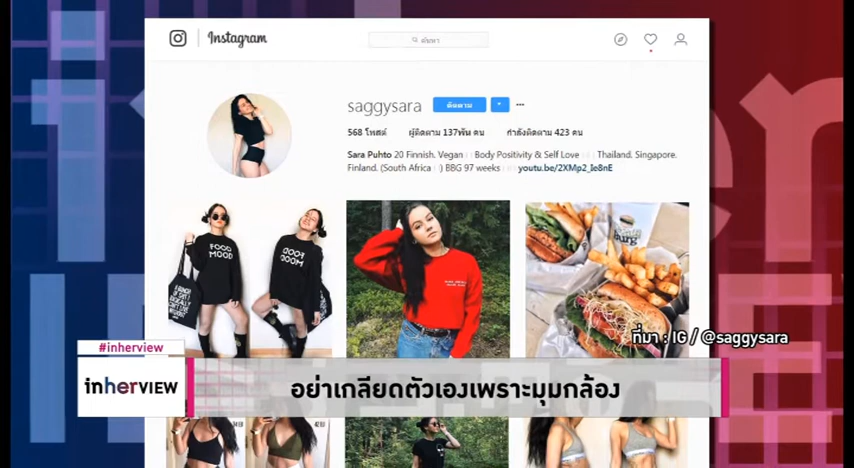 Instagram
ค้นหา
saggysara
ติดตาม
568 โพสต์ ผู้ติดตาม 137พัน คน กำลังติดตาม 423 คน
Sara Puhto 20 Finnish. Vegan Body Positivity & Self Love Thailand. Singapore.
Finland. (South Africa ) BBG 97 weeks youtu.be/2XMp2_Ie8nE
FOOD
MOOD
FOOD
MOOD
ที่มา : IG / @saggysara
#inherview
inherVIEW
อย่าเกลียดตัวเองเพราะมุมกล้อง